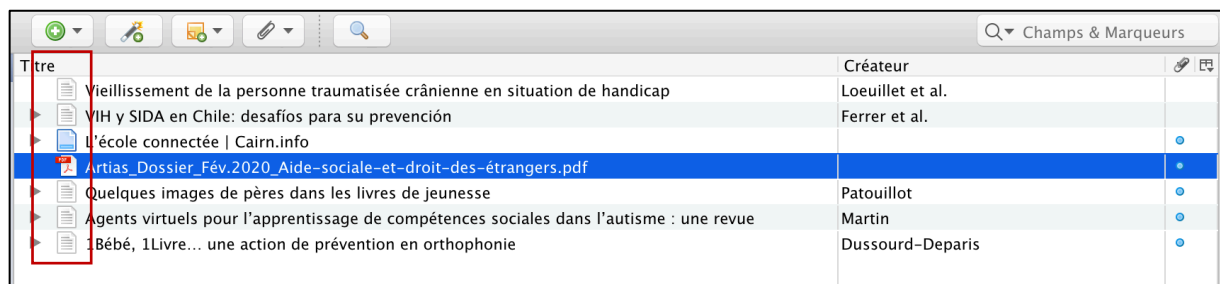 Champs & Marqueurs
Titre Créateur
Vieillissement de la personne traumatisée crânienne en situation de handicap Loeuillet et al.
VIH y SIDA en Chile: desafíos para su prevención Ferrer et al.
L'école connectée | Cairn.info
PDF Artias_Dossier_Fév.2020_Aide-sociale-et-droit-des-étrangers.pdf
Quelques images de pères dans les livres de jeunesse Patouillot
Agents virtuels pour l'apprentissage de compétences sociales dans l'autisme : une revue Martin
1Bébé, 1Livre... une action de prévention en orthophonie Dussourd-Deparis